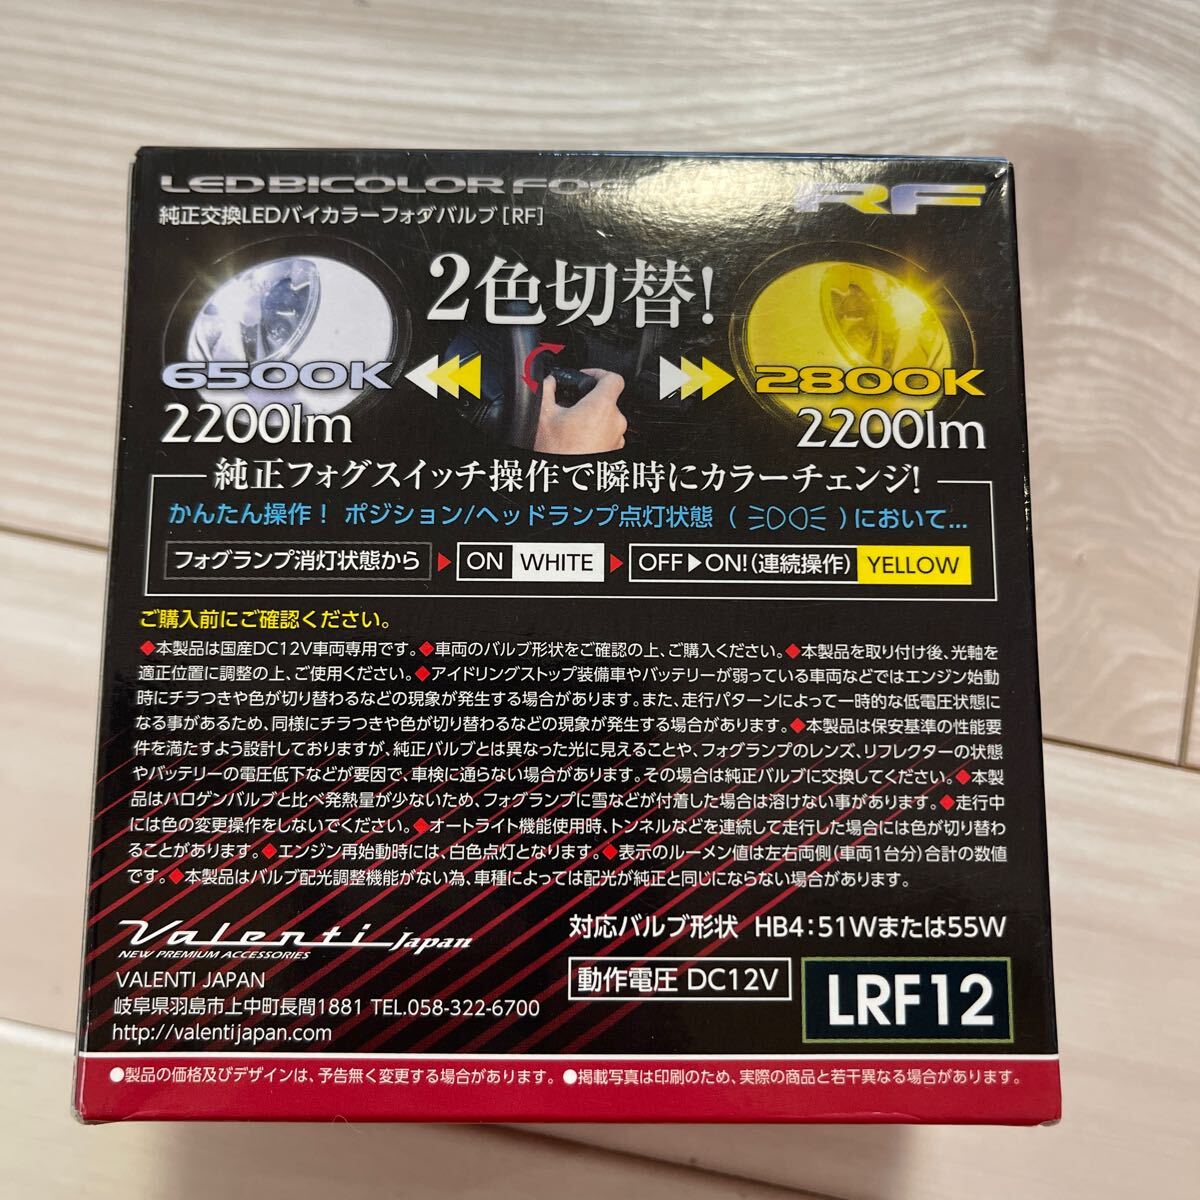 LED BICOLOR FOG RF
純正交換LEDバイカラーフォグバルブ [RF]
2色切替!
6500K 2800K
2200lm 2200lm
純正フォグスイッチ操作で瞬時にカラーチェンジ!
かんたん操作! ポジション/ヘッドランプ点灯状態 ( ) において...
フォグランプ消灯状態から ▶ ON WHITE ▶ OFF▶ON!(連続操作) YELLOW
ご購入前にご確認ください。
◆本製品は国産DC12V車両専用です。◆車両のバルブ形状をご確認の上、ご購入ください。◆本製品を取り付け後、光軸を
適正位置に調整の上、ご使用ください。◆アイドリングストップ装備車やバッテリーが弱っている車両などではエンジン始動
時にチラつきや色が切り替わるなどの現象が発生する場合があります。また、走行パターンによって一時的な低電圧状態に
なる事があるため、同様にチラつきや色が切り替わるなどの現象が発生する場合があります。◆本製品は保安基準の性能要
件を満たすよう設計しておりますが、純正バルブとは異なった光に見えることや、フォグランプのレンズ、リフレクターの状態
やバッテリーの電圧低下などが要因で、車検に通らない場合があります。その場合は純正バルブに交換してください。◆本製
品はハロゲンバルブと比べ発熱量が少ないため、フォグランプに雪などが付着した場合は溶けない事があります。◆走行中
には色の変更操作をしないでください。◆オートライト機能使用時、トンネルなどを連続して走行した場合には色が切り替わ
ることがあります。◆エンジン再始動時には、白色点灯となります。◆表示のルーメン値は左右両側(車両1台分)合計の数値
です。◆本製品はバルブ配光調整機能がない為、車種によっては配光が純正と同じにならない場合があります。
Valenti Japan
NEW PREMIUM ACCESSORIES
対応バルブ形状 HB4:51Wまたは55W
VALENTI JAPAN
岐阜県羽島市上中町長間1881 TEL.058-322-6700
http://valentijapan.com
動作電圧 DC12V
LRF12
●製品の価格及びデザインは、予告無く変更する場合があります。●掲載写真は印刷のため、実際の商品と若干異なる場合があります。